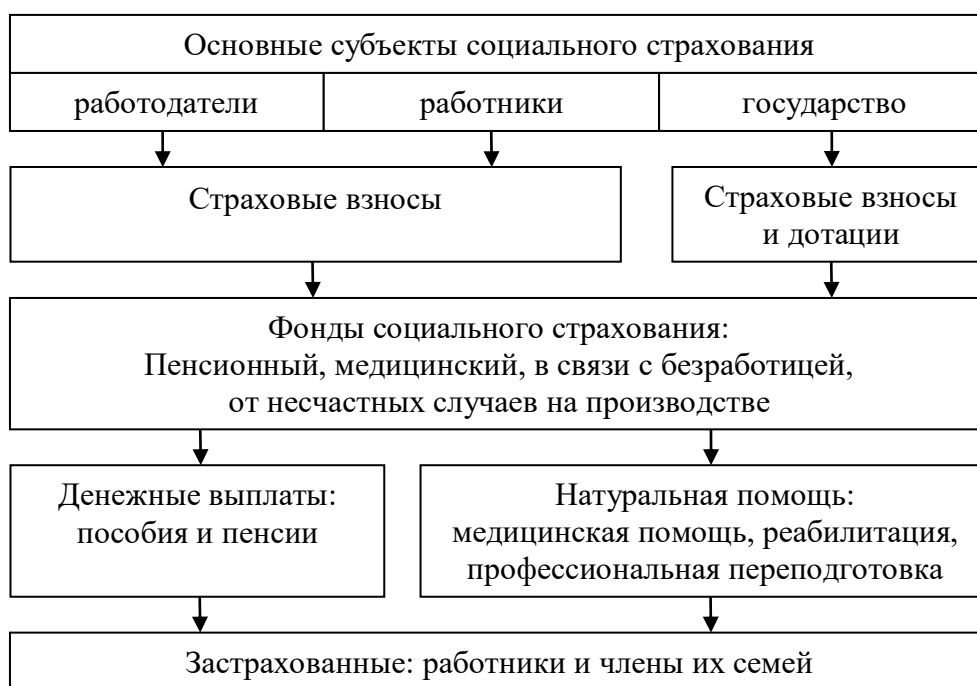 Основные субъекты социального страхования
работодатели
работники
государство
Страховые взносы
Страховые взносы
и дотации
Фонды социального страхования:
Пенсионный, медицинский, в связи с безработицей,
от несчастных случаев на производстве
Денежные выплаты:
пособия и пенсии
Натуральная помощь:
медицинская помощь, реабилитация,
профессиональная переподготовка
Застрахованные: работники и члены их семей